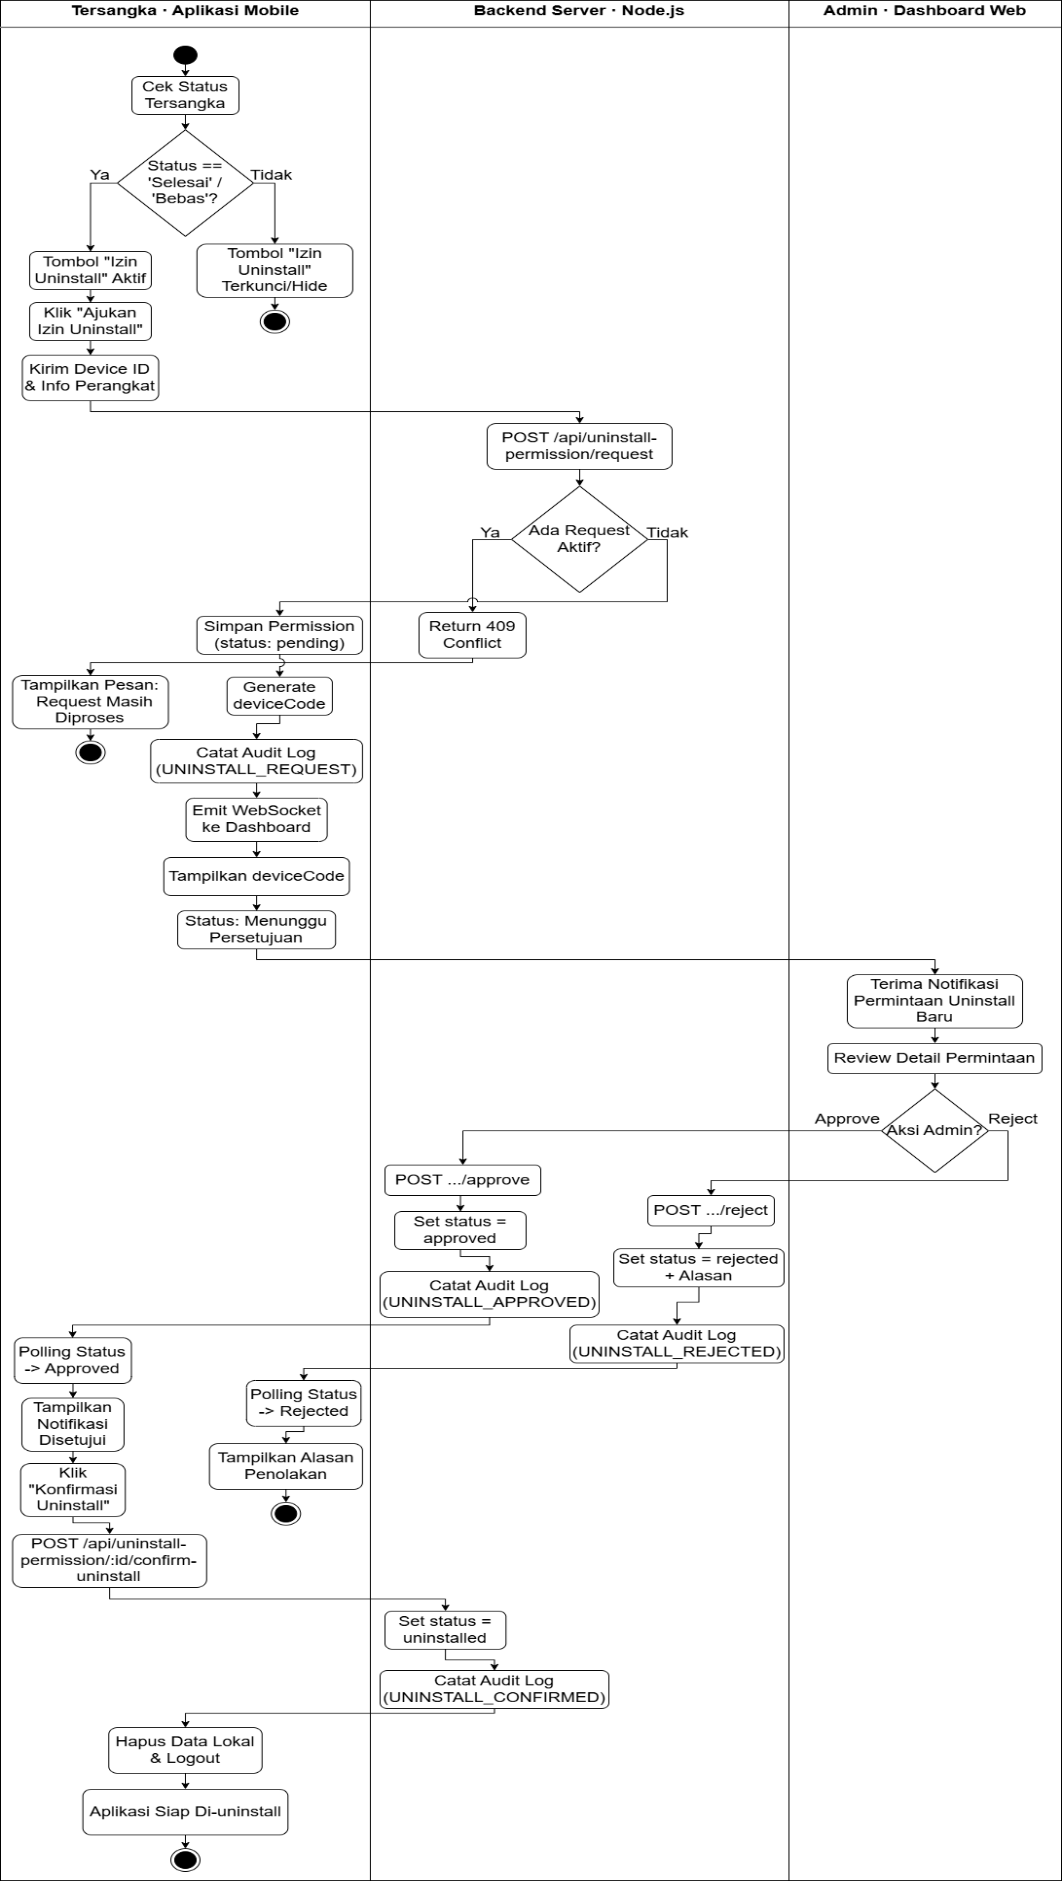 Tersangka · Aplikasi Mobile
Backend Server · Node.js
Admin · Dashboard Web
Cek Status
Tersangka
Status ==
'Selesai' /
'Bebas'?
Ya
Tidak
Tombol "Izin
Uninstall" Aktif
Tombol "Izin
Uninstall"
Terkunci/Hide
Klik "Ajukan
Izin Uninstall"
Kirim Device ID
& Info Perangkat
POST /api/uninstall-
permission/request
Ada Request
Aktif?
Ya
Tidak
Simpan Permission
(status: pending)
Return 409
Conflict
Tampilkan Pesan:
Request Masih
Diproses
Generate
deviceCode
Catat Audit Log
(UNINSTALL_REQUEST)
Emit WebSocket
ke Dashboard
Tampilkan deviceCode
Status: Menunggu
Persetujuan
Terima Notifikasi
Permintaan Uninstall
Baru
Review Detail Permintaan
Aksi Admin?
Approve
Reject
POST .../approve
Set status =
approved
Catat Audit Log
(UNINSTALL_APPROVED)
POST .../reject
Set status = rejected
+ Alasan
Catat Audit Log
(UNINSTALL_REJECTED)
Polling Status
-> Approved
Tampilkan
Notifikasi
Disetujui
Klik
"Konfirmasi
Uninstall"
POST /api/uninstall-
permission/:id/confirm-
uninstall
Polling Status
-> Rejected
Tampilkan Alasan
Penolakan
Set status =
uninstalled
Catat Audit Log
(UNINSTALL_CONFIRMED)
Hapus Data Lokal
& Logout
Aplikasi Siap Di-uninstall